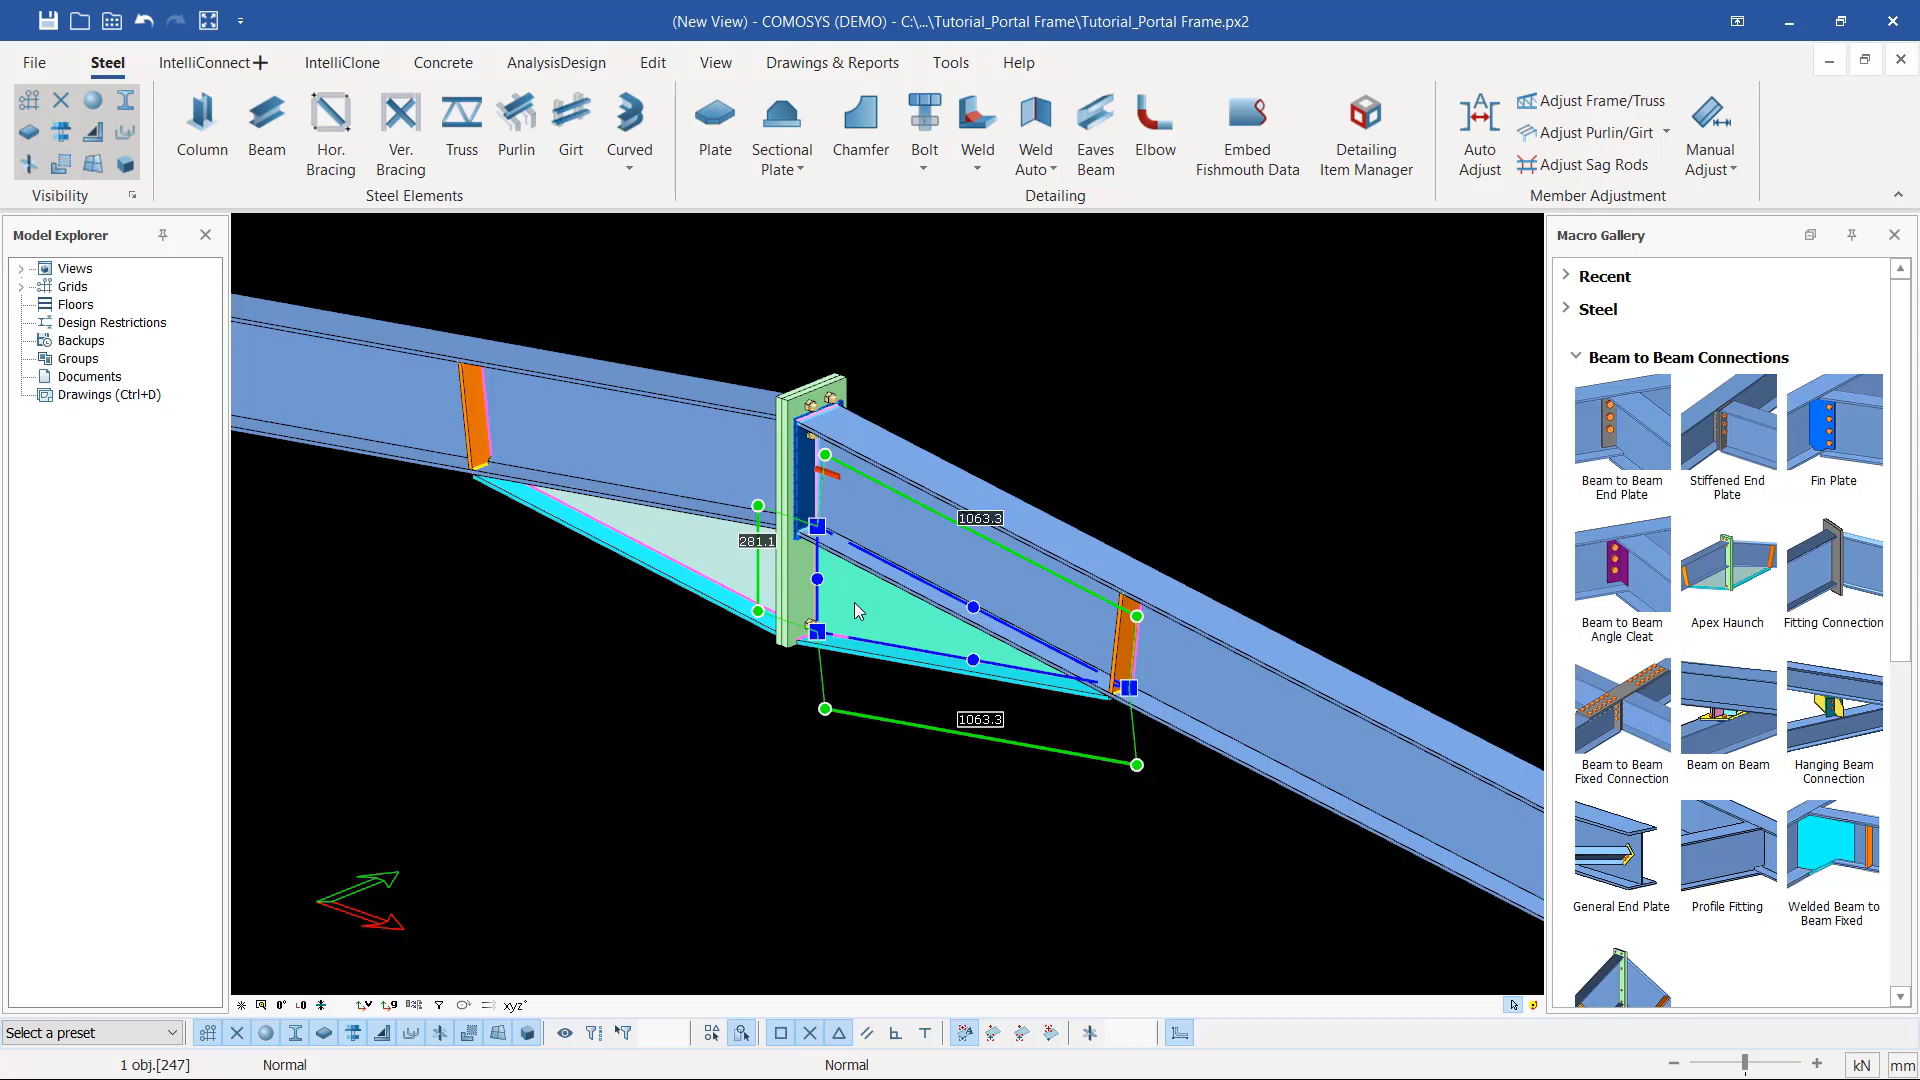 (New View) - COMOSYS (DEMO) - C:\...\Tutorial_Portal Frame\Tutorial_Portal Frame.px2
File
Steel
IntelliConnect
IntelliClone
Concrete
AnalysisDesign
Edit
View
Drawings & Reports
Tools
Help
Column
Beam
Hor.
Bracing
Ver.
Bracing
Truss
Purlin
Girt
Curved
Plate
Sectional
Plate
Chamfer
Bolt
Weld
Weld
Auto
Eaves
Beam
Elbow
Embed
Fishmouth Data
Detailing
Item Manager
Auto
Adjust
Adjust Frame/Truss
Adjust Purlin/Girt
Adjust Sag Rods
Manual
Adjust
Visibility
Steel Elements
Detailing
Member Adjustment
Model Explorer
Views
Grids
Floors
Design Restrictions
Backups
Groups
Documents
Drawings (Ctrl+D)
1063.3
281.1
1063.3
Macro Gallery
Recent
Steel
Beam to Beam Connections
Beam to Beam
End Plate
Stiffened End
Plate
Fin Plate
Beam to Beam
Angle Cleat
Apex Haunch
Fitting Connection
Beam to Beam
Fixed Connection
Beam on Beam
Hanging Beam
Connection
General End Plate
Profile Fitting
Welded Beam to
Beam Fixed
xyz°
Select a preset
1 obj.[247]
Normal
Normal
kN
mm